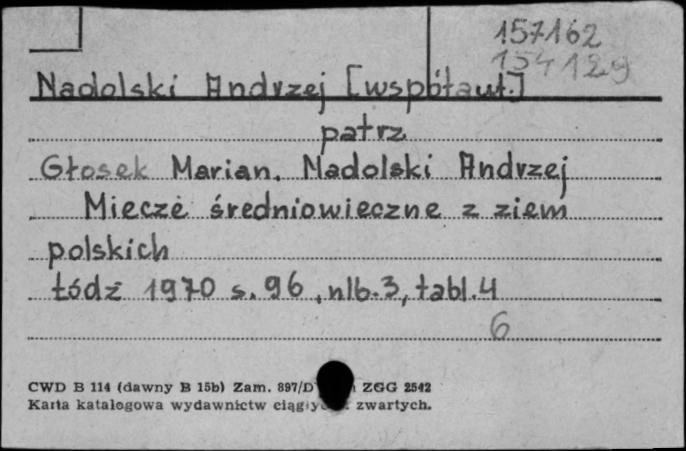 157162
154129
Nadolski Andrzej [współaut.]
patrz
Głosek Marian, Nadolski Andrzej
Miecze średniowieczne z ziem
polskich
Łódź 1970 s. 96, nlb. 3, tabl. 4
6
CWD B 114 (dawny B 15b) Zam. 897/D ZGG 2542
Karta katalogowa wydawnictw zwartych.